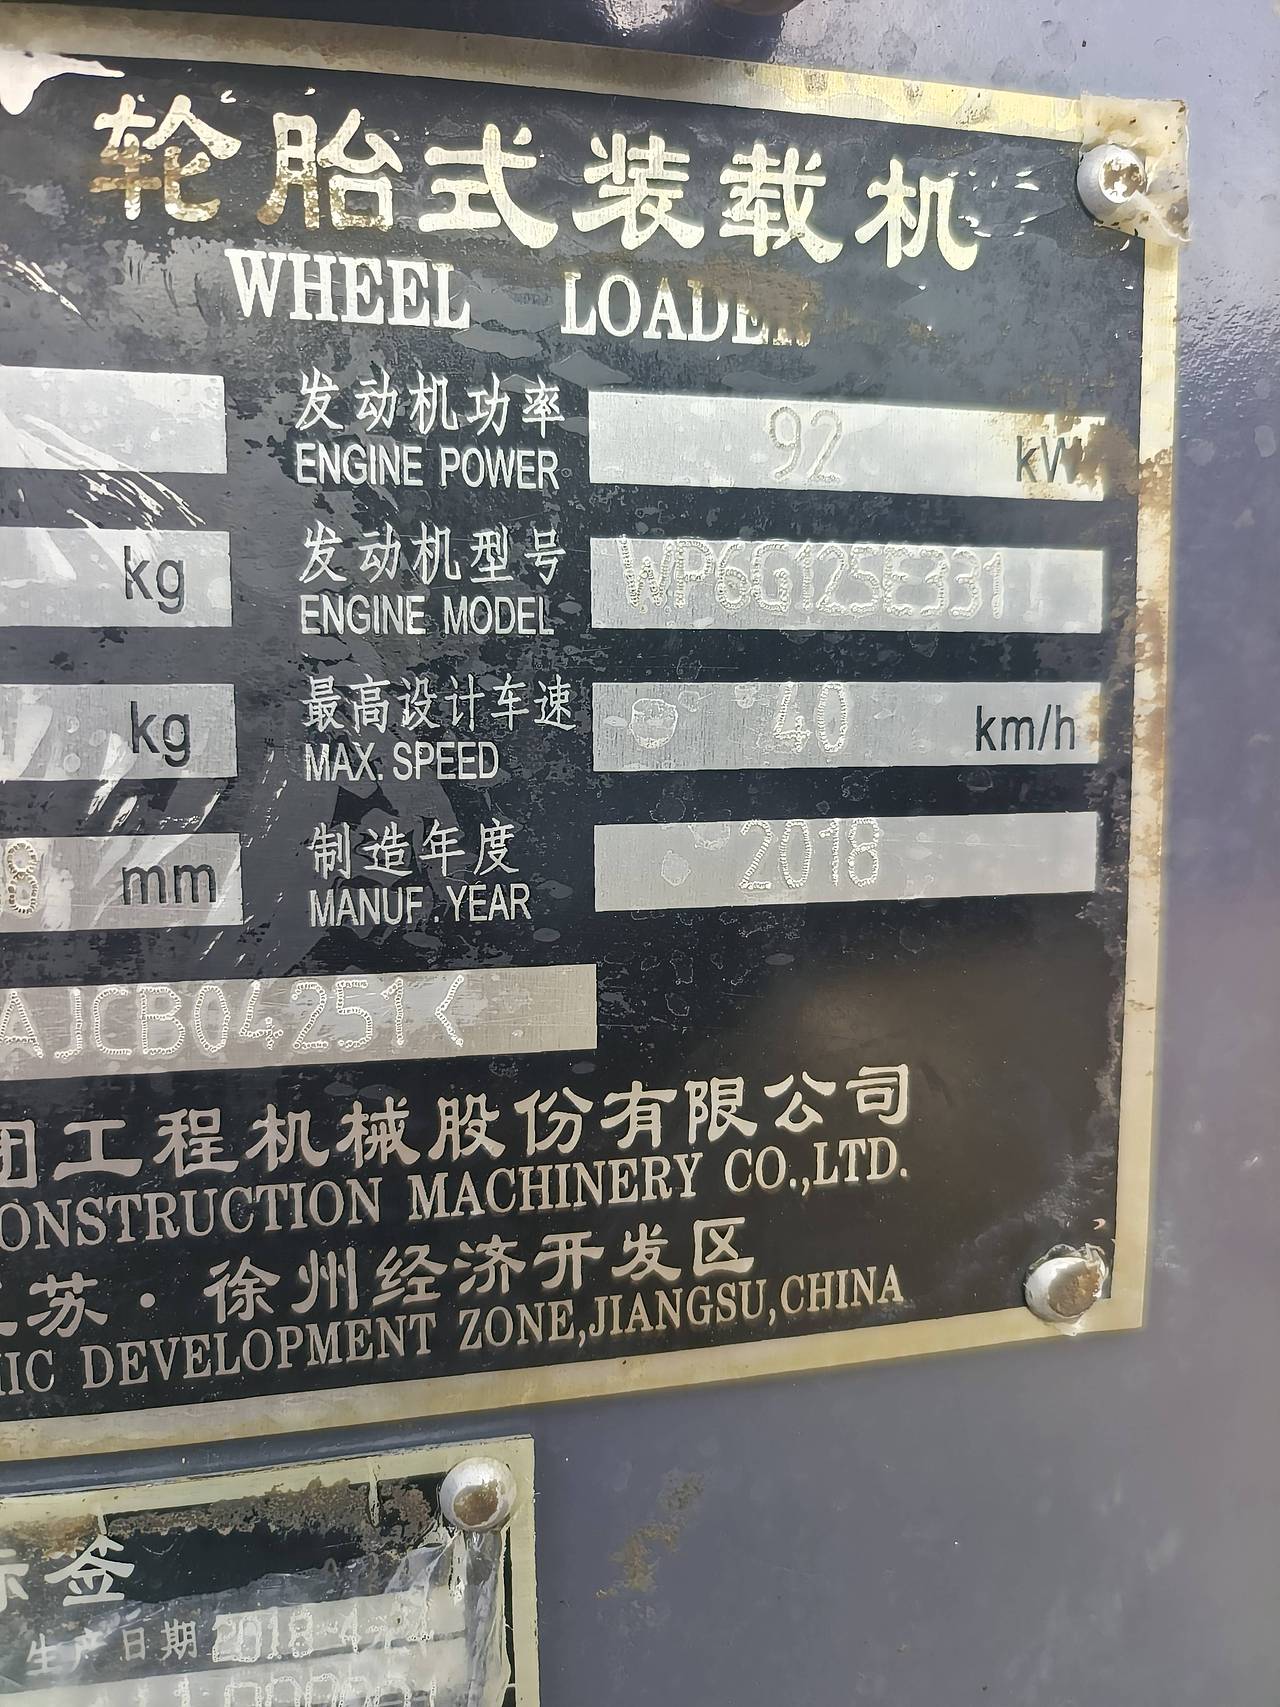 轮胎式装载机
WHEEL LOADER
发动机功率 92 kW
ENGINE POWER
kg 发动机型号 WP6G125E331
ENGINE MODEL
kg 最高设计车速 40 km/h
MAX. SPEED
8 mm 制造年度 2018
MANUF.YEAR
AJCB04251<
团工程机械股份有限公司
ONSTRUCTION MACHINERY CO.,LTD.
苏·徐州经济开发区
IC DEVELOPMENT ZONE,JIANGSU,CHINA
标签
生产日期 2018